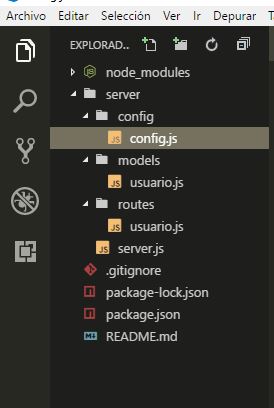 Archivo Editar Selección Ver Ir Depurar
EXPLORAD..
node_modules
server
config
JS config.js
models
JS usuario.js
routes
JS usuario.js
JS server.js
.gitignore
package-lock.json
package.json
README.md